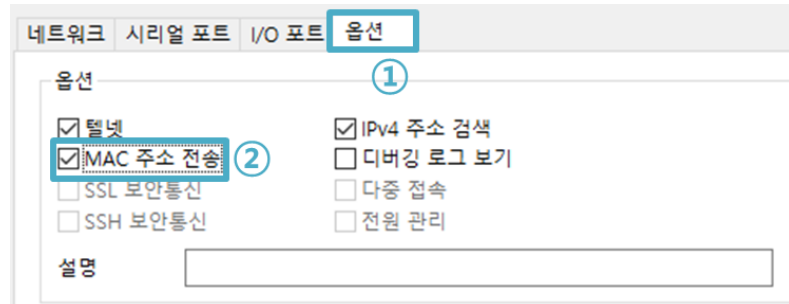 네트워크 시리얼 포트 I/O 포트 옵션
①
옵션
텔넷 IPv4 주소 검색
MAC 주소 전송 ② 디버깅 로그 보기
SSL 보안통신 다중 접속
SSH 보안통신 전원 관리
설명